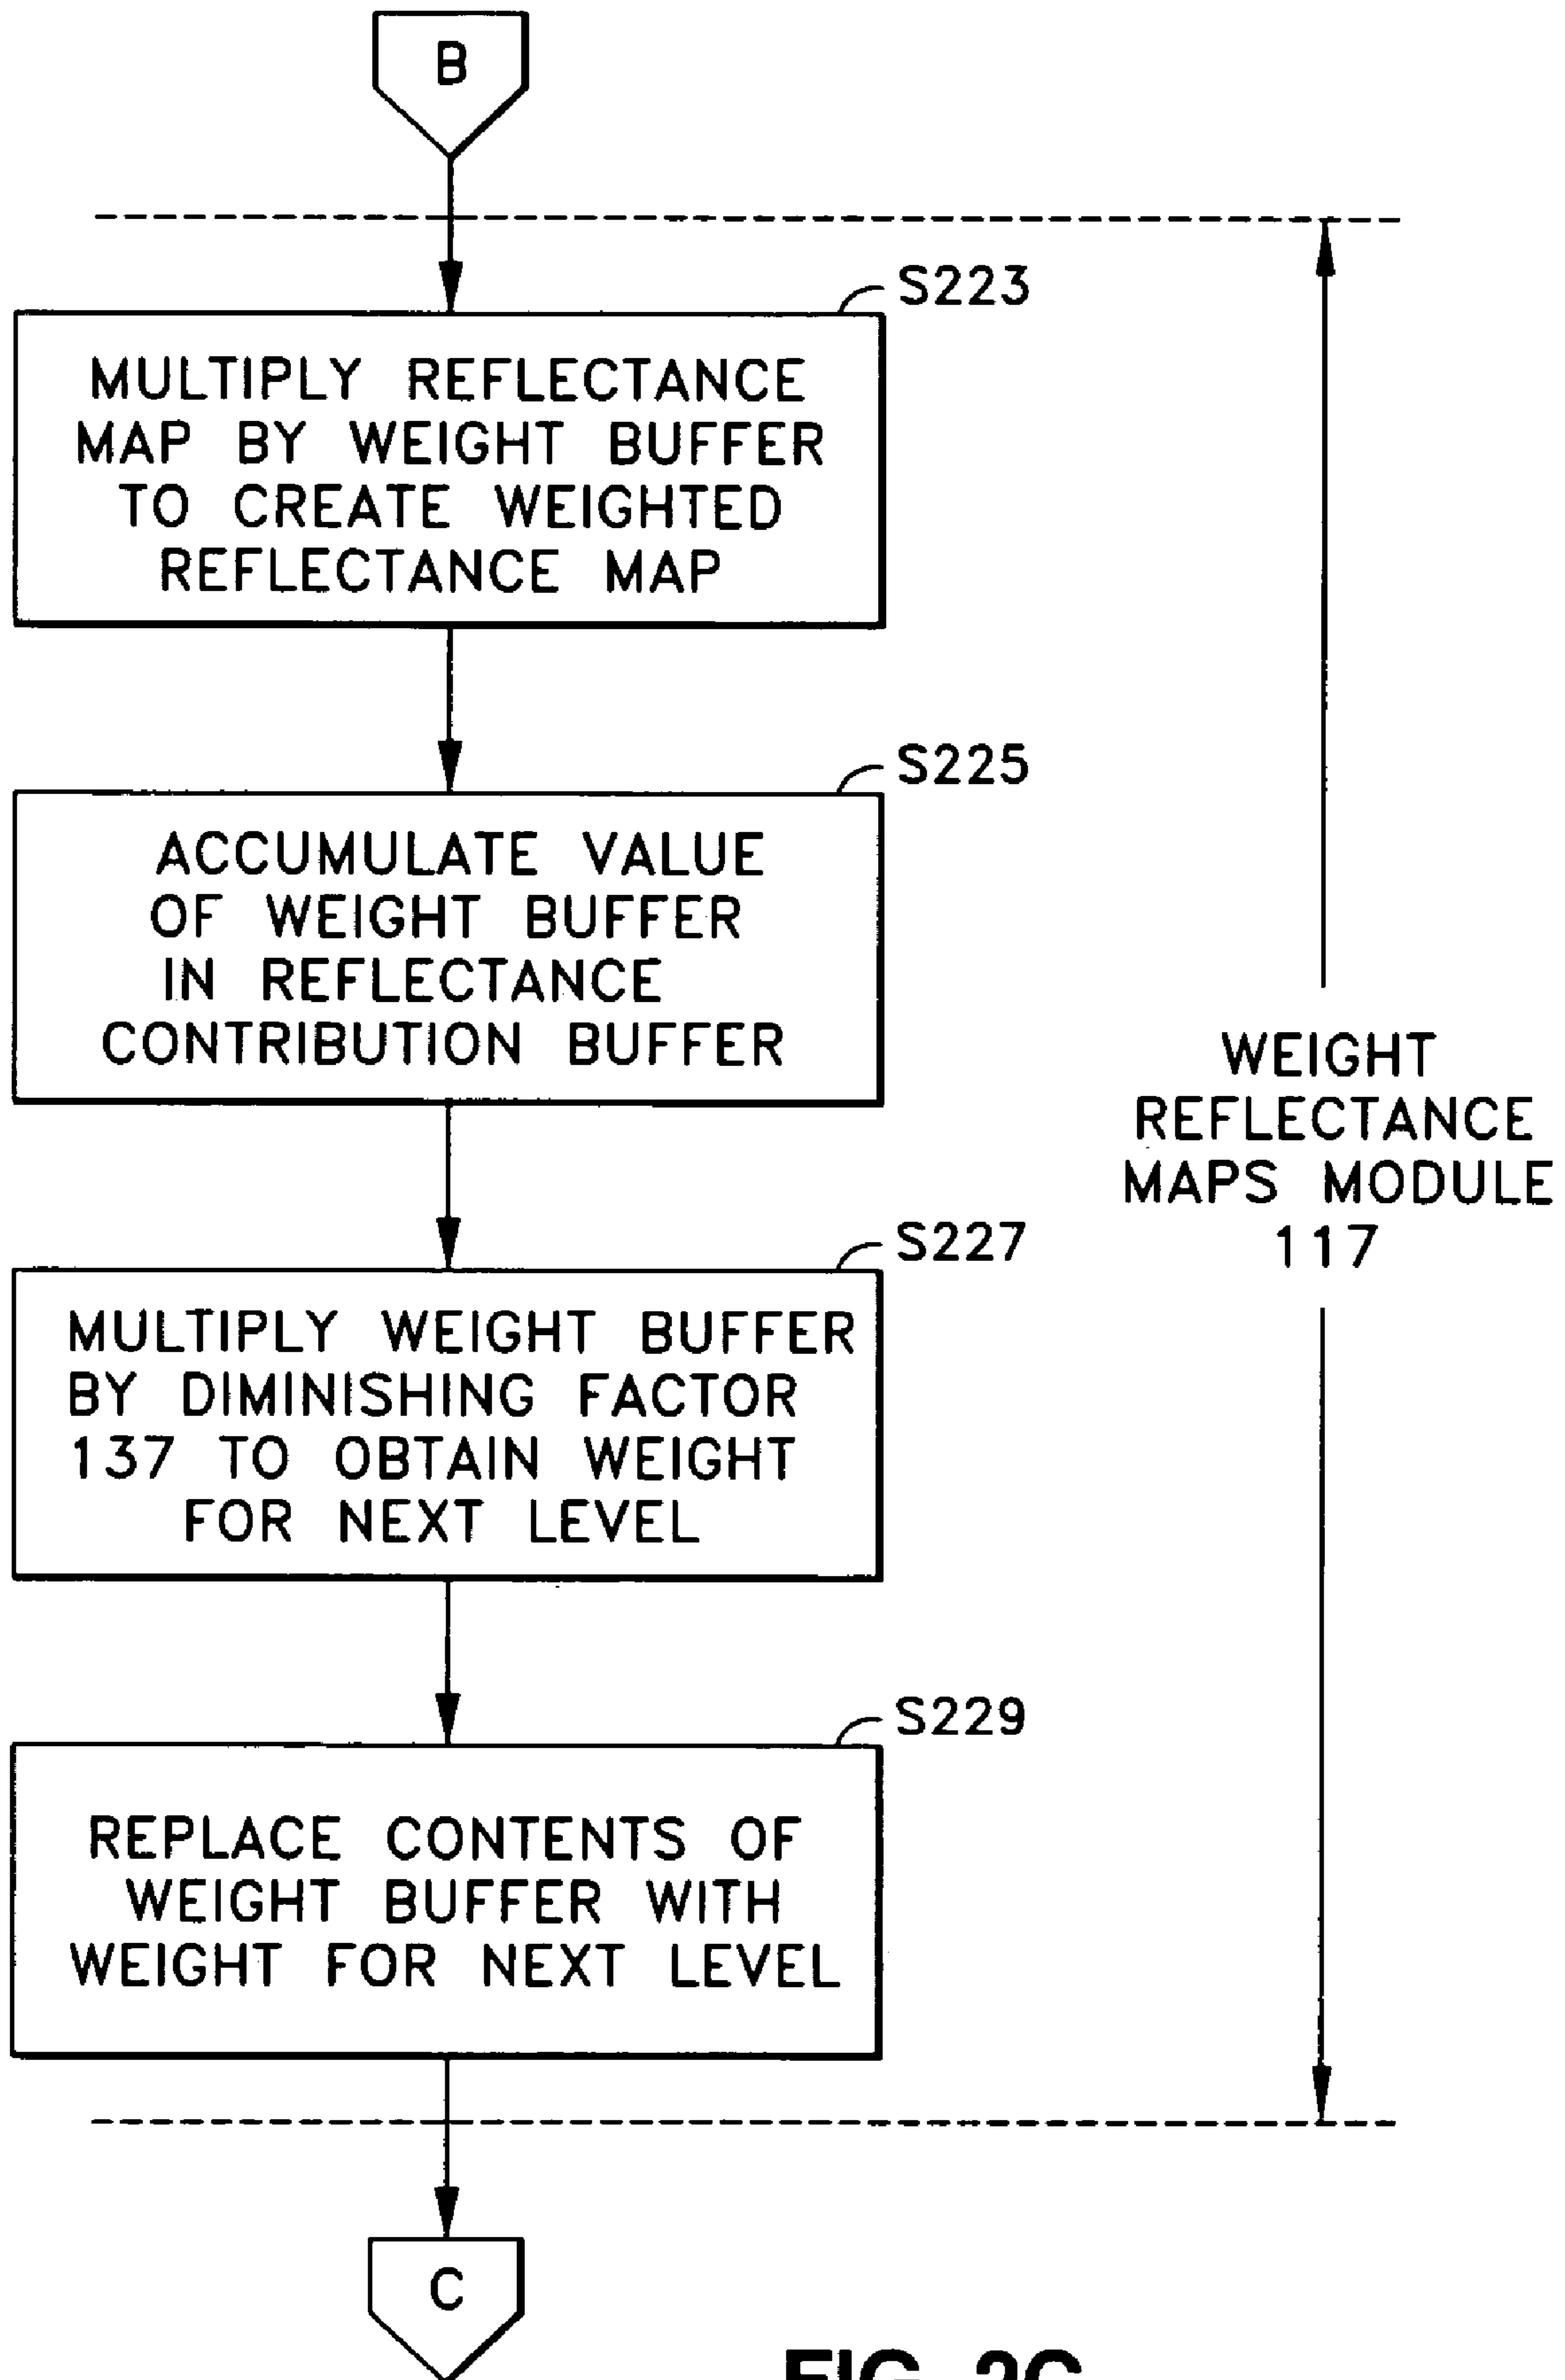 B
S223
MULTIPLY REFLECTANCE
MAP BY WEIGHT BUFFER
TO CREATE WEIGHTED
REFLECTANCE MAP
S225
ACCUMULATE VALUE
OF WEIGHT BUFFER
IN REFLECTANCE
CONTRIBUTION BUFFER
WEIGHT
REFLECTANCE
MAPS MODULE
117
S227
MULTIPLY WEIGHT BUFFER
BY DIMINISHING FACTOR
137 TO OBTAIN WEIGHT
FOR NEXT LEVEL
S229
REPLACE CONTENTS OF
WEIGHT BUFFER WITH
WEIGHT FOR NEXT LEVEL
C
FIG. 2C